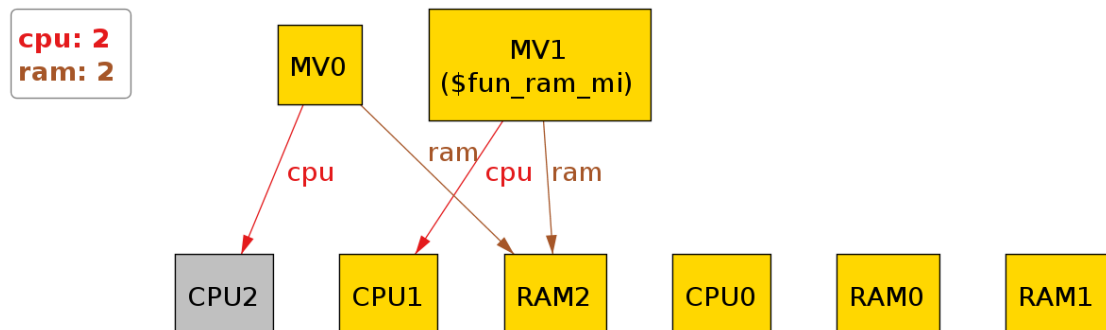 cpu: 2
ram: 2
MV0
MV1
($fun_ram_mi)
cpu
ram
cpu
ram
CPU2
CPU1
RAM2
CPU0
RAM0
RAM1